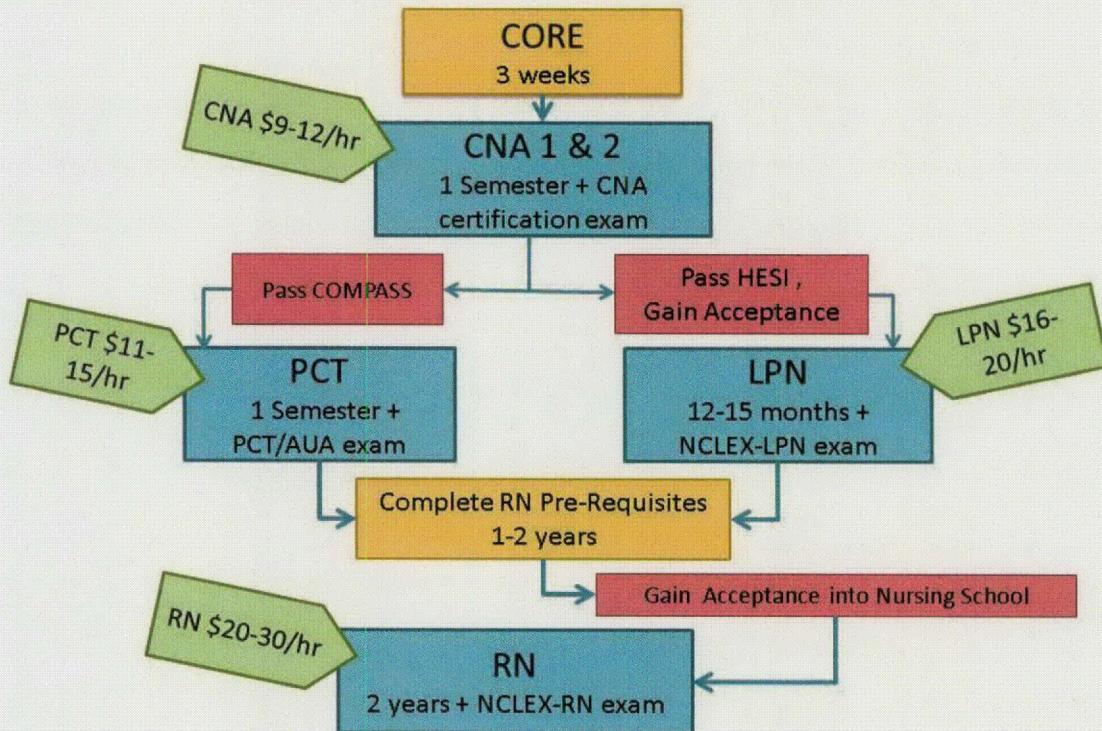 CORE
3 weeks
CNA $9-12/hr
CNA 1 & 2
1 Semester + CNA
certification exam
Pass COMPASS
Pass HESI ,
Gain Acceptance
PCT $11-
15/hr
PCT
1 Semester +
PCT/AUA exam
LPN $16-
20/hr
LPN
12-15 months +
NCLEX-LPN exam
Complete RN Pre-Requisites
1-2 years
Gain Acceptance into Nursing School
RN $20-30/hr
RN
2 years + NCLEX-RN exam